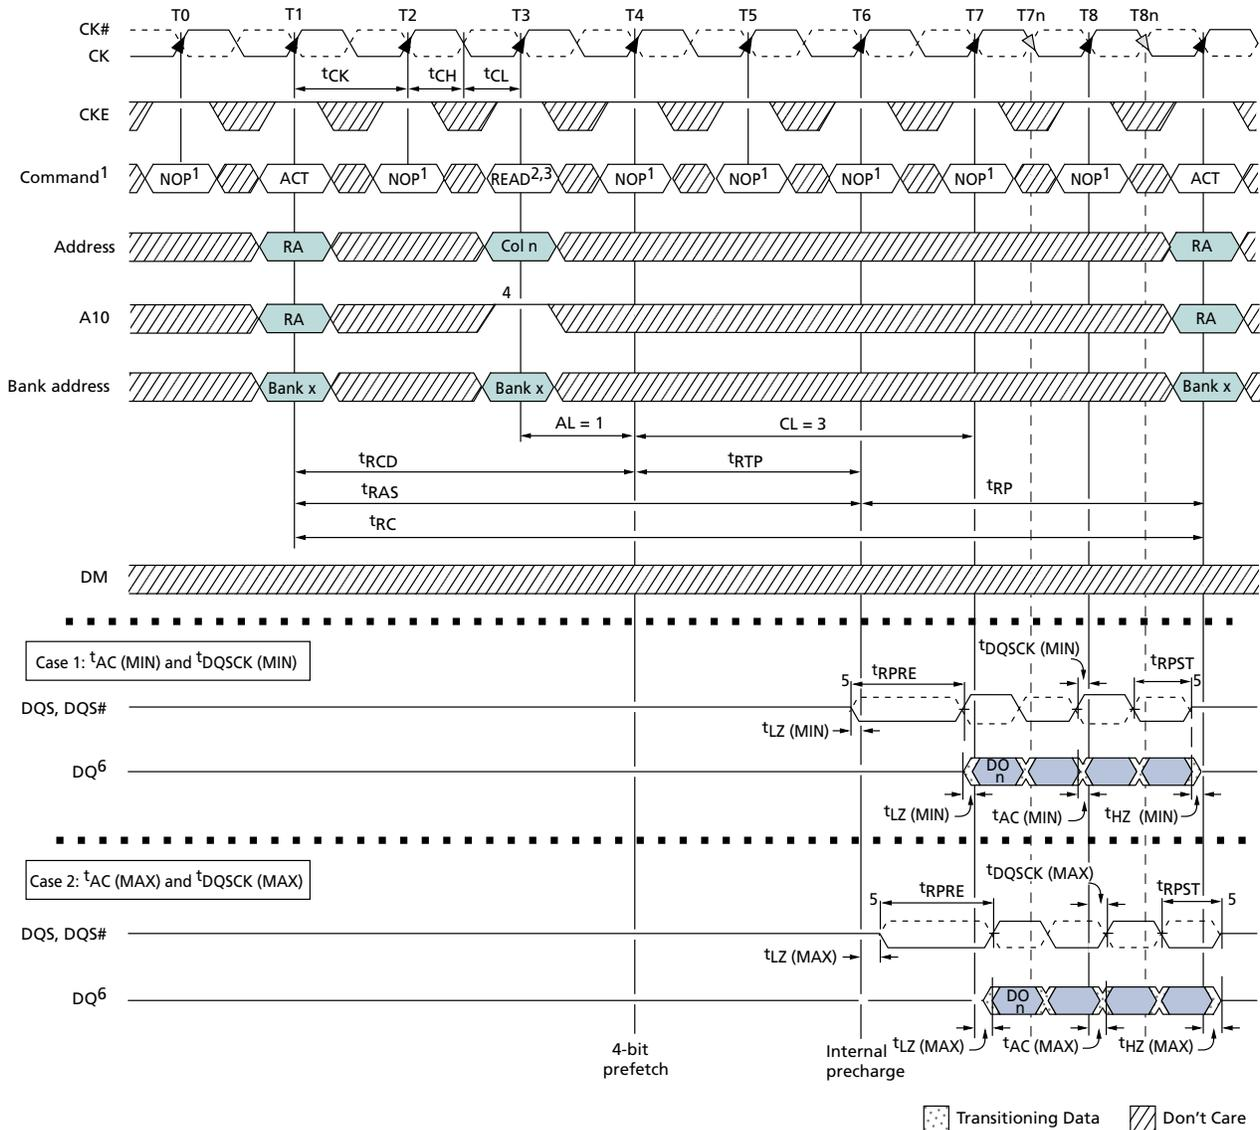 T0 T1 T2 T3 T4 T5 T6 T7 T7n T8 T8n
CK#
CK
tCK tCH tCL
CKE
Command1 NOP1 ACT NOP1 READ2,3 NOP1 NOP1 NOP1 NOP1 NOP1 ACT
Address RA Col n RA
4
A10 RA RA
Bank address Bank x Bank x Bank x
AL = 1 CL = 3
tRCD tRTP
tRAS tRP
tRC
DM
Case 1: tAC (MIN) and tDQSCK (MIN)
tDQSCK (MIN)
5 tRPRE tRPST 5
DQS, DQS#
tLZ (MIN)
DQ6 DO
n
tLZ (MIN) tAC (MIN) tHZ (MIN)
Case 2: tAC (MAX) and tDQSCK (MAX)
tDQSCK (MAX)
5 tRPRE tRPST 5
DQS, DQS#
tLZ (MAX)
DQ6 DO
n
tLZ (MAX) tAC (MAX) tHZ (MAX)
4-bit
prefetch
Internal
precharge
Transitioning Data Don't Care